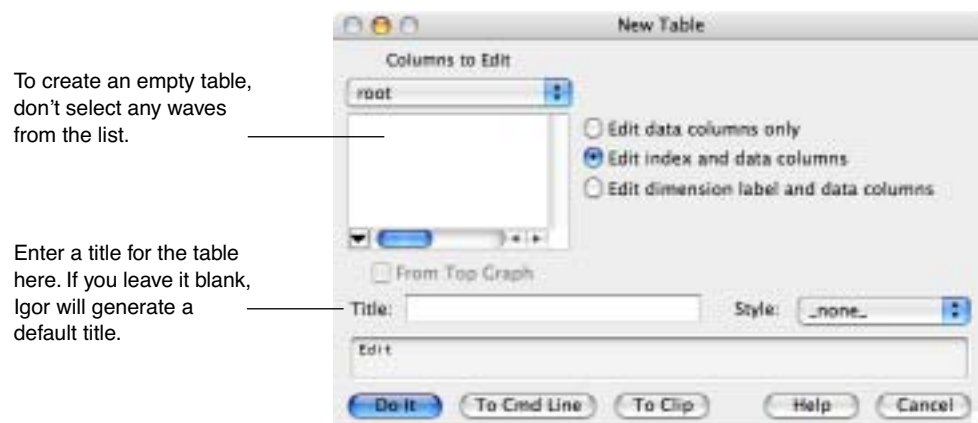 New Table
Columns to Edit
To create an empty table,
don't select any waves
from the list.
root
Edit data columns only
Edit index and data columns
Edit dimension label and data columns
From Top Graph
Enter a title for the table
here. If you leave it blank,
Igor will generate a
default title.
Title:
Style: _none_
Edit
Do It To Cmd Line To Clip Help Cancel